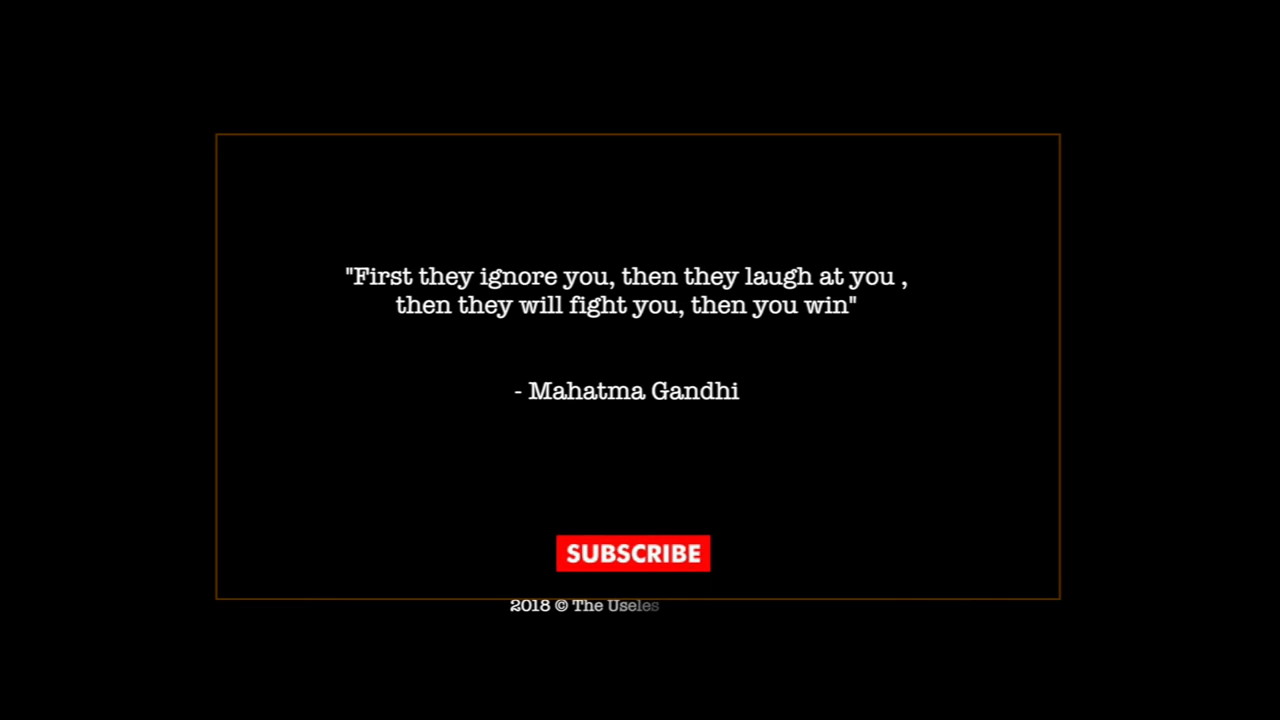 "First they ignore you, then they laugh at you ,
then they will fight you, then you win"
- Mahatma Gandhi
SUBSCRIBE
2018 © The Useles